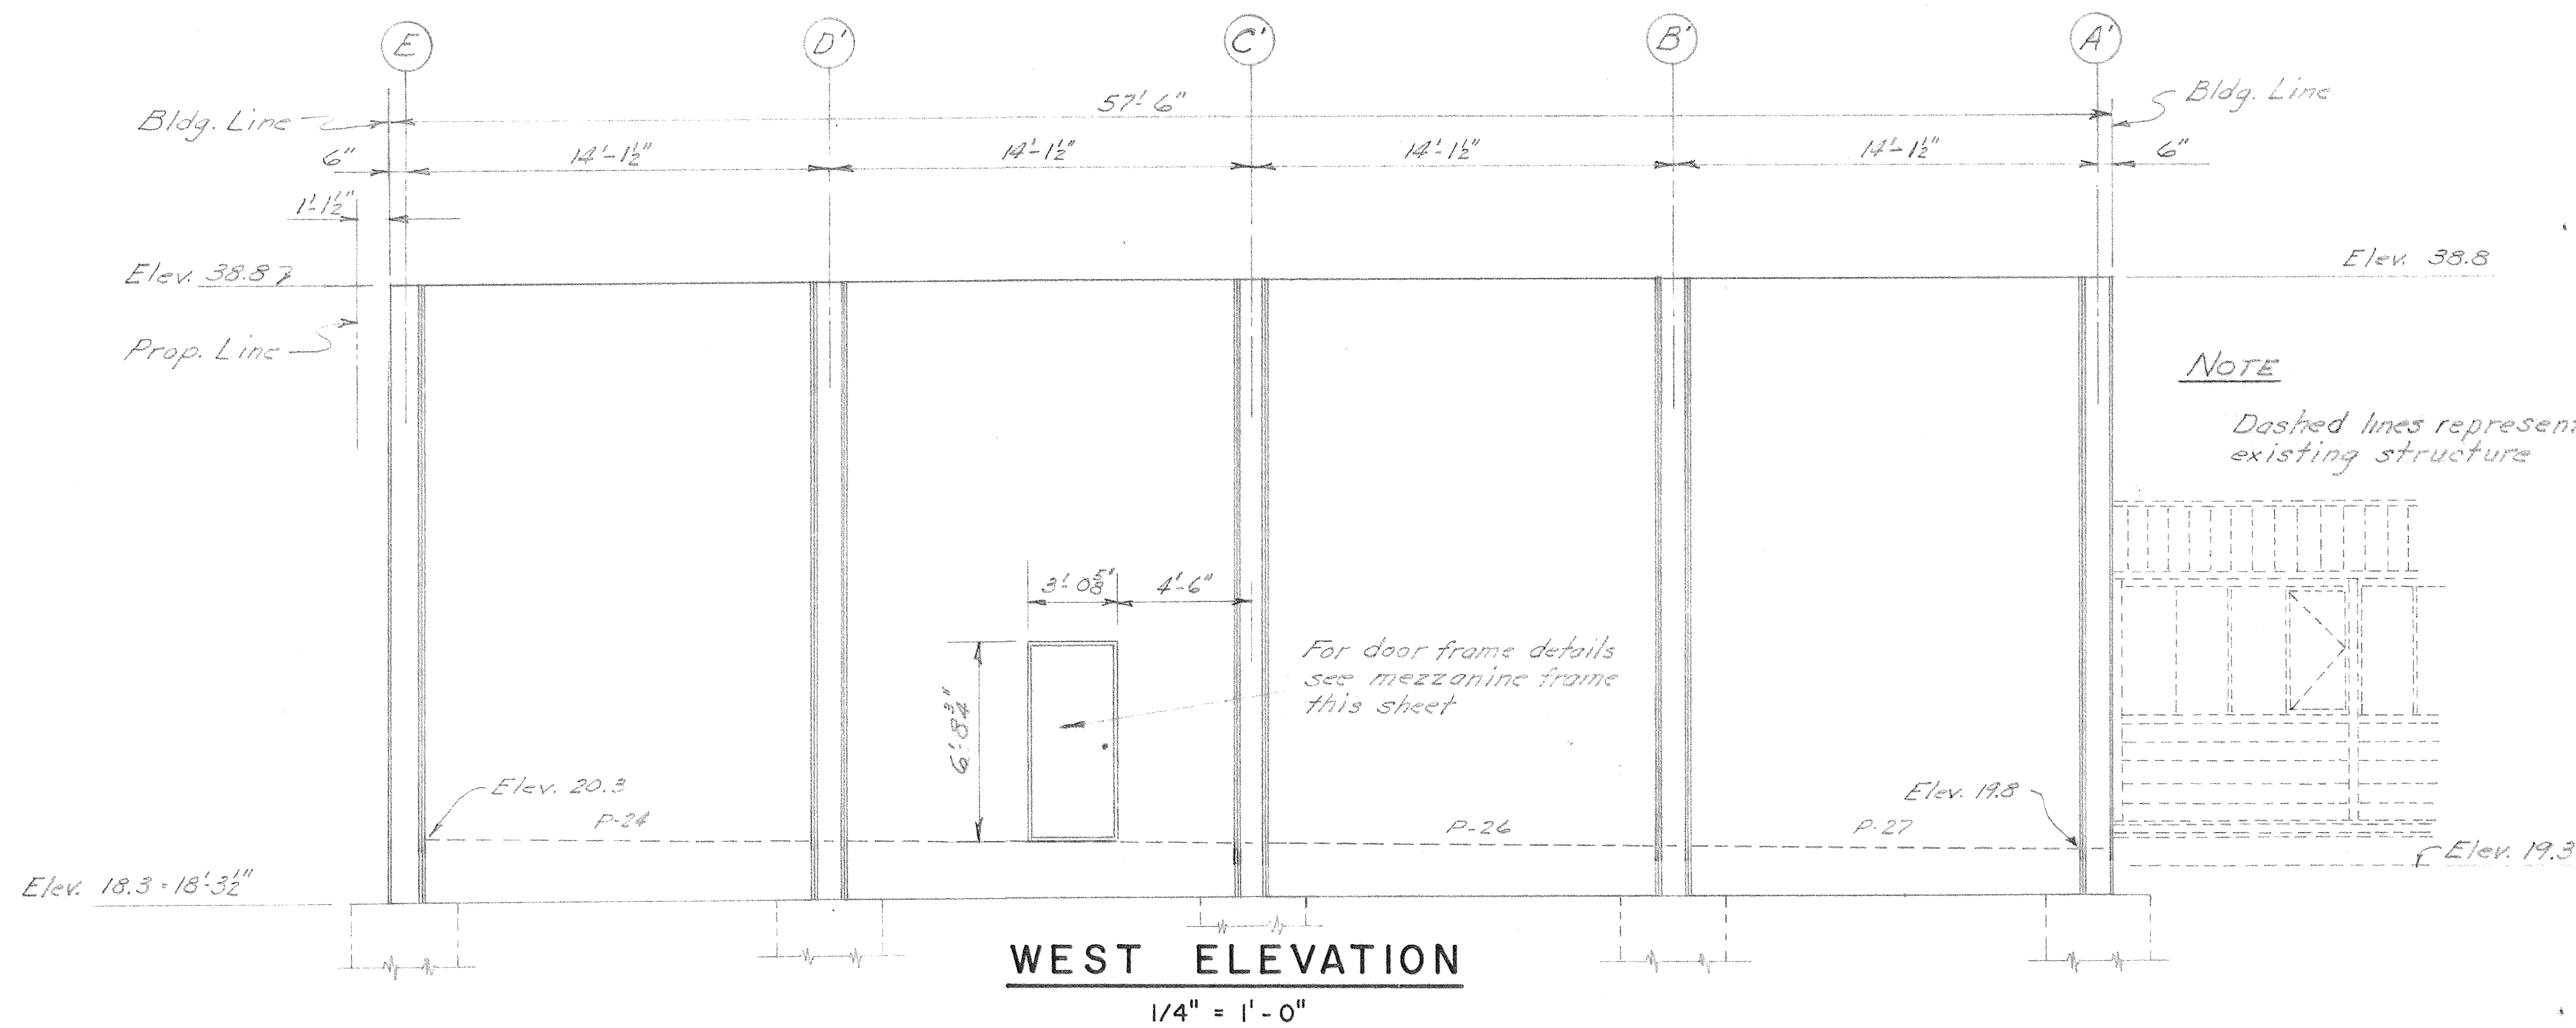 E D' C' B' A'
Bldg. Line
57'-6"
Bldg. Line
6" 14'-1½" 14'-1½" 14'-1½" 14'-1½" 6"
1'-1½"
Elev. 38.8
Elev. 38.8
Prop. Line
NOTE
Dashed lines represent
existing structure
3'-0⅝" 4'-6"
For door frame details
see mezzanine frame
this sheet
6'-8¾"
Elev. 20.3
Elev. 19.8
P-24
P-26
P-27
Elev. 19.3
Elev. 18.3 = 18'-3½"
WEST ELEVATION
1/4" = 1'-0"